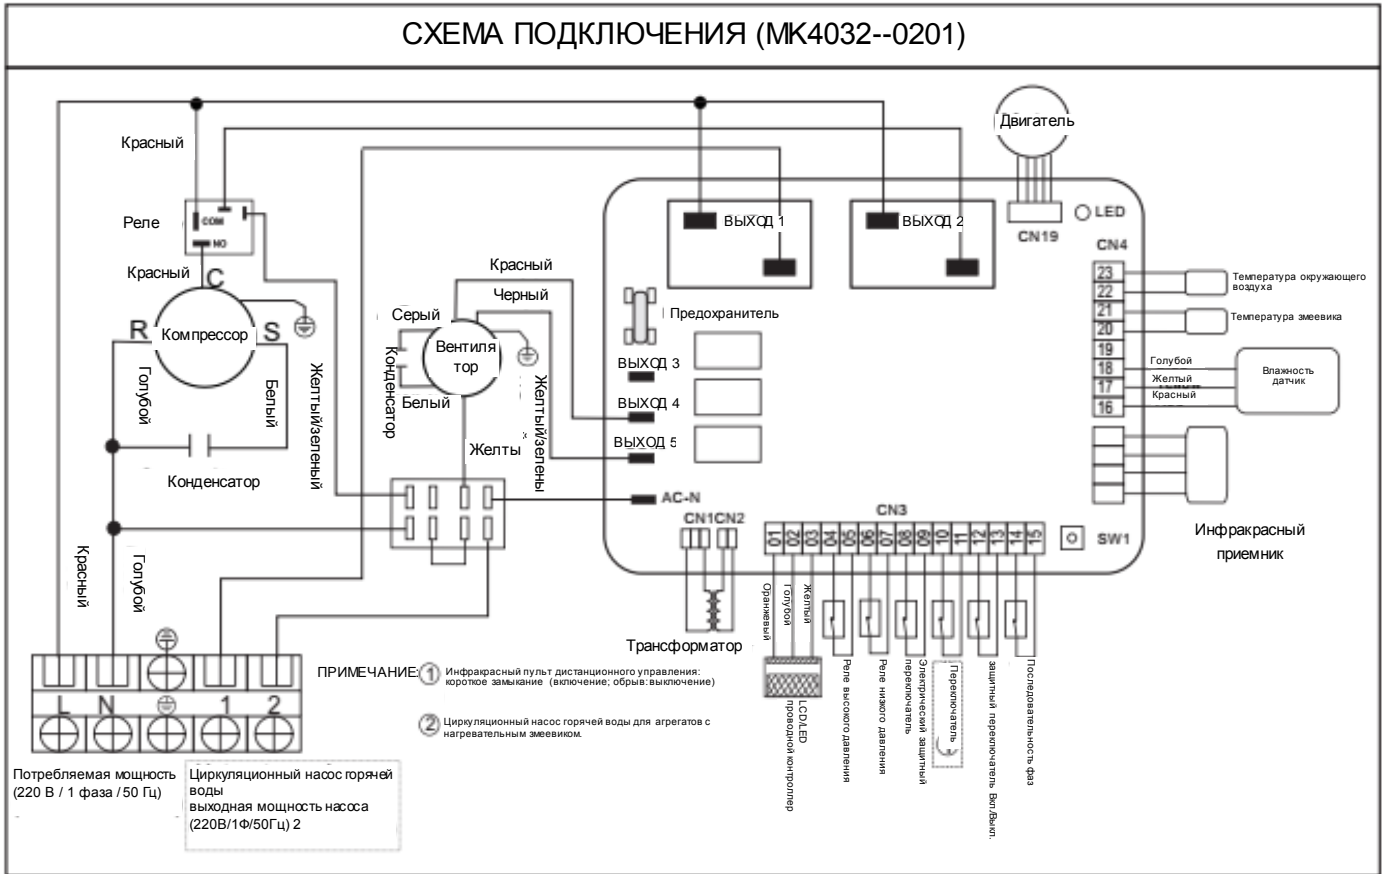 СХЕМА ПОДКЛЮЧЕНИЯ (МК4032--0201)
Красный
Двигатель
Реле
COM
NO
ВЫХОД 1
ВЫХОД 2
LED
CN19
CN4
Красный
C
R
Компрессор
S
Голубой
Белый
Желтый/зеленый
Конденсатор
Красный
Черный
Серый
Вентиля
тор
Конденсатор
Белый
Желты
Желтый/зелены
Предохранитель
ВЫХОД 3
ВЫХОД 4
ВЫХОД 5
AC-N
CN1CN2
CN3
23
22
21
20
19
18
17
16
Температура окружающего
воздуха
Температура змеевика
Голубой
Желтый
Красный
Влажность
датчик
Инфракрасный
приемник
SW1
01
02
03
04
05
06
07
08
09
10
11
12
13
14
15
Оранжевый
Голубой
Желтый
Трансформатор
LCD/LED
проводной контроллер
Реле высокого давления
Реле низкого давления
Электрический защитный
переключатель
Переключатель
защитный переключатель Вкл./Выкл.
Последовательность фаз
Красный
Голубой
L
N
1
2
ПРИМЕЧАНИЕ:
1 Инфракрасный пульт дистанционного управления:
короткое замыкание (включение; обрыв:выключение)
2 Циркуляционный насос горячей воды для агрегатов с
нагревательным змеевиком.
Потребляемая мощность
(220 В / 1 фаза / 50 Гц)
Циркуляционный насос горячей
воды
выходная мощность насоса
(220В/1Ф/50Гц) 2